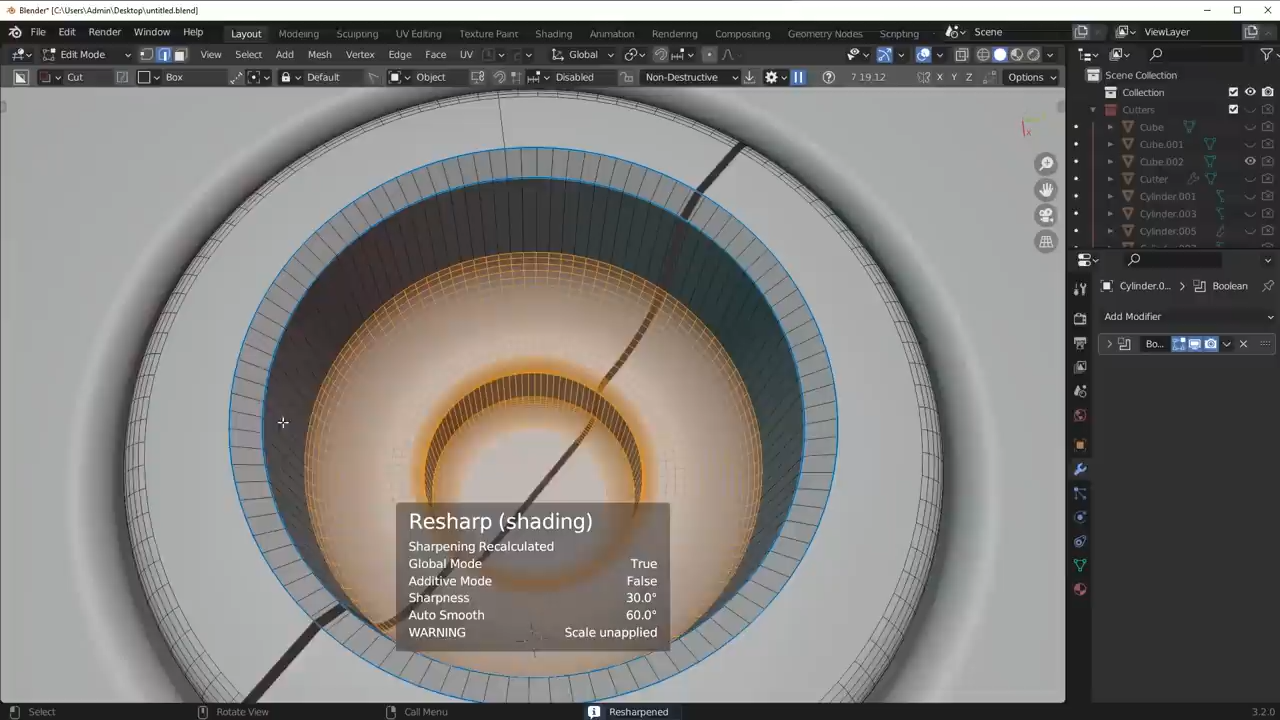 Blender* [C:\Users\Admin\Desktop\untitled.blend]
File Edit Render Window Help Layout Modeling Sculpting UV Editing Texture Paint Shading Animation Rendering Compositing Geometry Nodes Scripting Scene ViewLayer
Edit Mode View Select Add Mesh Vertex Edge Face UV Global
Cut Box Default Object Disabled Non-Destructive 7 19.12 X Y Z Options
Scene Collection
Collection
Cutters
Cube
Cube.001
Cube.002
Cutter
Cylinder.001
Cylinder.003
Cylinder.005
Cylinder.0... > Boolean
Add Modifier
Bo...
X
Resharp (shading)
Sharpening Recalculated
Global Mode True
Additive Mode False
Sharpness 30.0°
Auto Smooth 60.0°
WARNING Scale unapplied
Select Rotate View Call Menu Resharpened 3.2.0